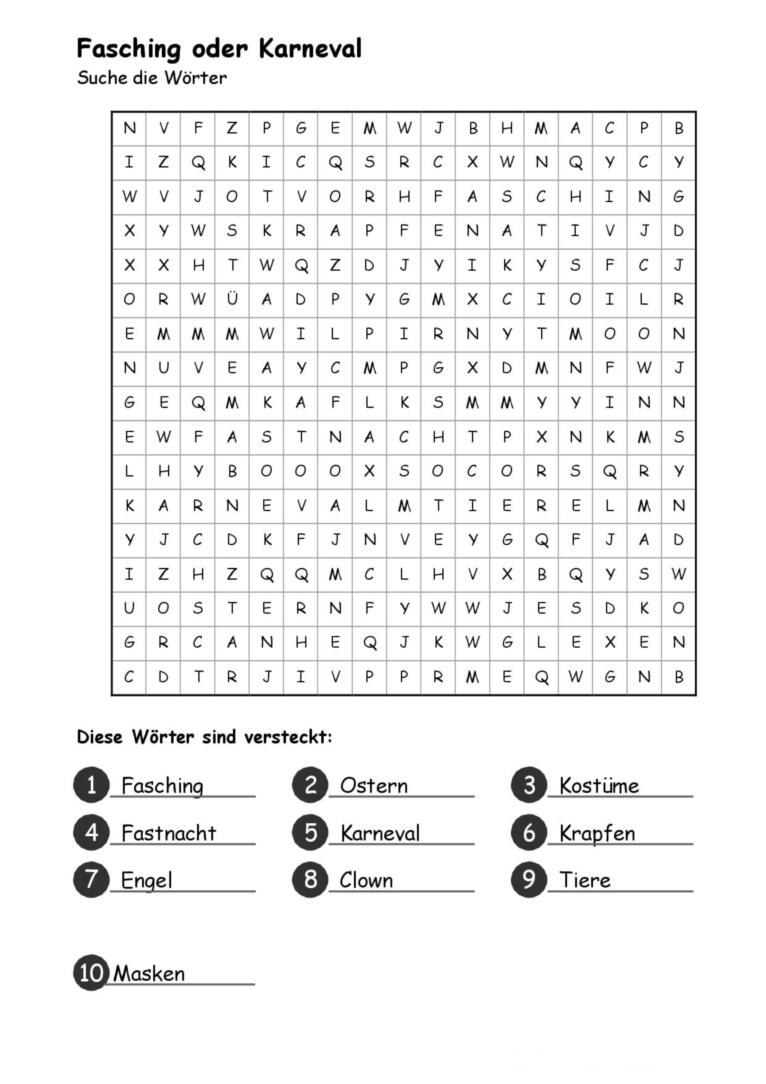 Fasching oder Karneval
Suche die Wörter
N V F Z P G E M W J B H M A C P B
I Z Q K I C Q S R C X W N Q Y C Y
W V J O T V O R H F A S C H I N G
X Y W S K R A P F E N A T I V J D
X X H T W Q Z D J Y I K Y S F C J
O R W Ü A D P Y G M X C I O I L R
E M M M W I L P I R N Y T M O O N
N U V E A Y C M P G X D M N F W J
G E Q M K A F L K S M M Y Y I N N
E W F A S T N A C H T P X N K M S
L H Y B O O O X S O C O R S Q R Y
K A R N E V A L M T I E R E L M N
Y J C D K F J N V E Y G Q F J A D
I Z H Z Q Q M C L H V X B Q Y S W
U O S T E R N F Y W W J E S D K O
G R C A N H E Q J K W G L E X E N
C D T R J I V P P R M E Q W G N B
Diese Wörter sind versteckt:
1 Fasching 2 Ostern 3 Kostüme
4 Fastnacht 5 Karneval 6 Krapfen
7 Engel 8 Clown 9 Tiere
10 Masken